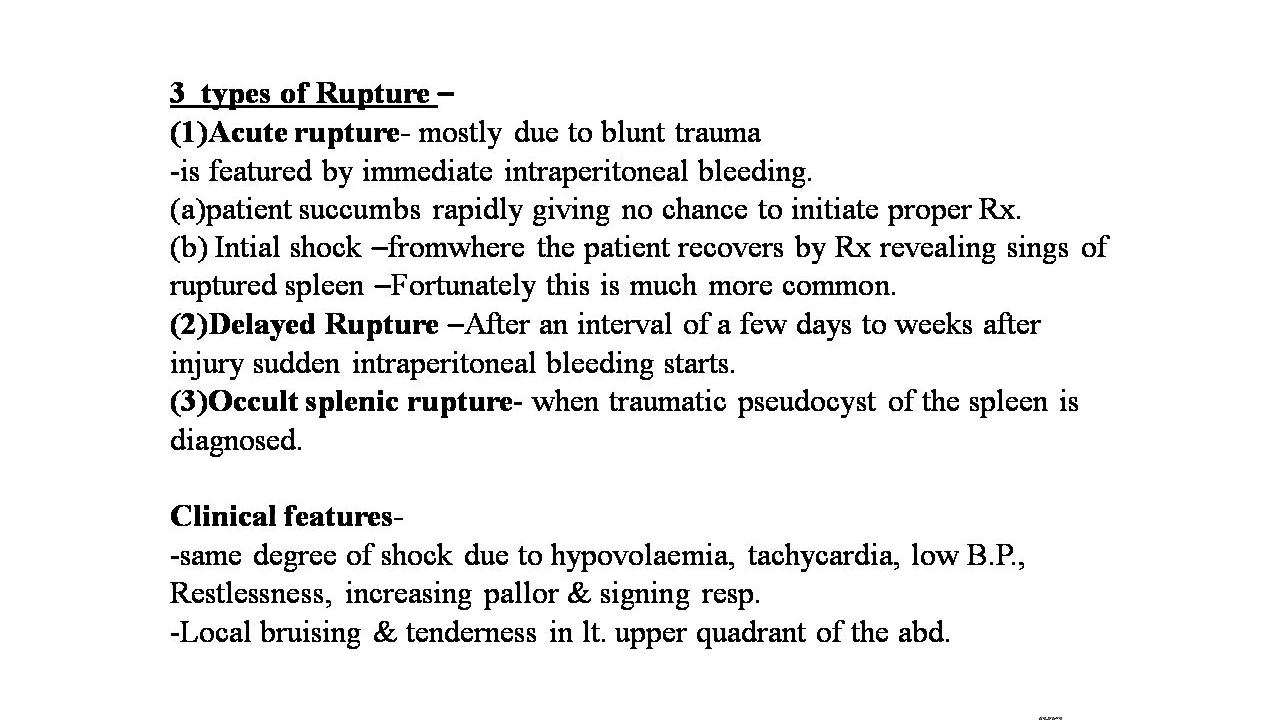 3 types of Rupture –
(1)Acute rupture- mostly due to blunt trauma
-is featured by immediate intraperitoneal bleeding.
(a)patient succumbs rapidly giving no chance to initiate proper Rx.
(b) Intial shock –fromwhere the patient recovers by Rx revealing sings of
ruptured spleen –Fortunately this is much more common.
(2)Delayed Rupture –After an interval of a few days to weeks after
injury sudden intraperitoneal bleeding starts.
(3)Occult splenic rupture- when traumatic pseudocyst of the spleen is
diagnosed.
Clinical features-
-same degree of shock due to hypovolaemia, tachycardia, low B.P.,
Restlessness, increasing pallor & signing resp.
-Local bruising & tenderness in lt. upper quadrant of the abd.